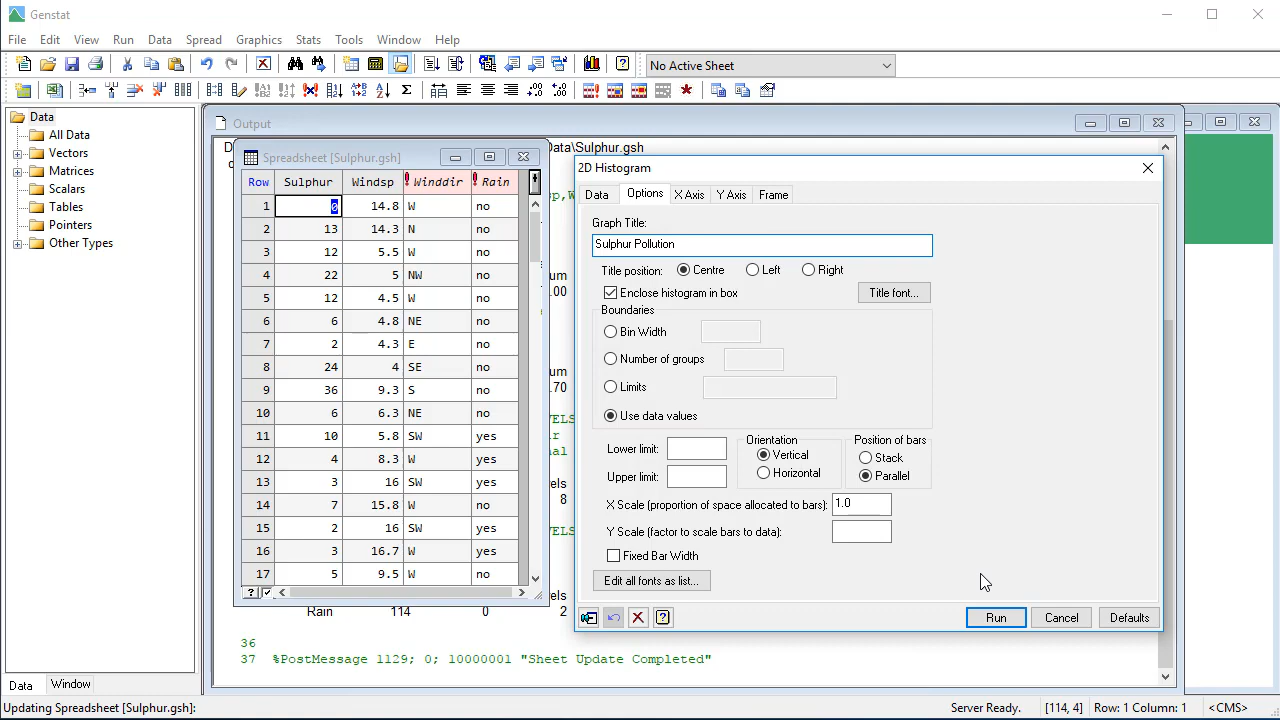 Genstat
File Edit View Run Data Spread Graphics Stats Tools Window Help
No Active Sheet
Data
All Data
Vectors
Matrices
Scalars
Tables
Pointers
Other Types
Data Window
Output
Data\Sulphur.gsh
Spreadsheet [Sulphur.gsh]
Row Sulphur Windsp ! Winddir ! Rain
1 0 14.8 W no
2 13 14.3 N no
3 12 5.5 W no
4 22 5 NW no
5 12 4.5 W no
6 6 4.8 NE no
7 2 4.3 E no
8 24 4 SE no
9 36 9.3 S no
10 6 6.3 NE no
11 10 5.8 SW yes
12 4 8.3 W yes
13 3 16 SW yes
14 7 15.8 W no
15 2 16 SW yes
16 3 16.7 W yes
17 5 9.5 W no
Rain 114 0 2
36
37 %PostMessage 1129; 0; 10000001 "Sheet Update Completed"
2D Histogram
Data Options X Axis Y Axis Frame
Graph Title:
Sulphur Pollution
Title position: Centre Left Right
Enclose histogram in box Title font...
Boundaries
Bin Width
Number of groups
Limits
Use data values
Lower limit:
Upper limit:
Orientation
Vertical
Horizontal
Position of bars
Stack
Parallel
X Scale (proportion of space allocated to bars): 1.0
Y Scale (factor to scale bars to data):
Fixed Bar Width
Edit all fonts as list...
Run Cancel Defaults
Updating Spreadsheet [Sulphur.gsh]: Server Ready. [114, 4] Row: 1 Column: 1 <CMS>